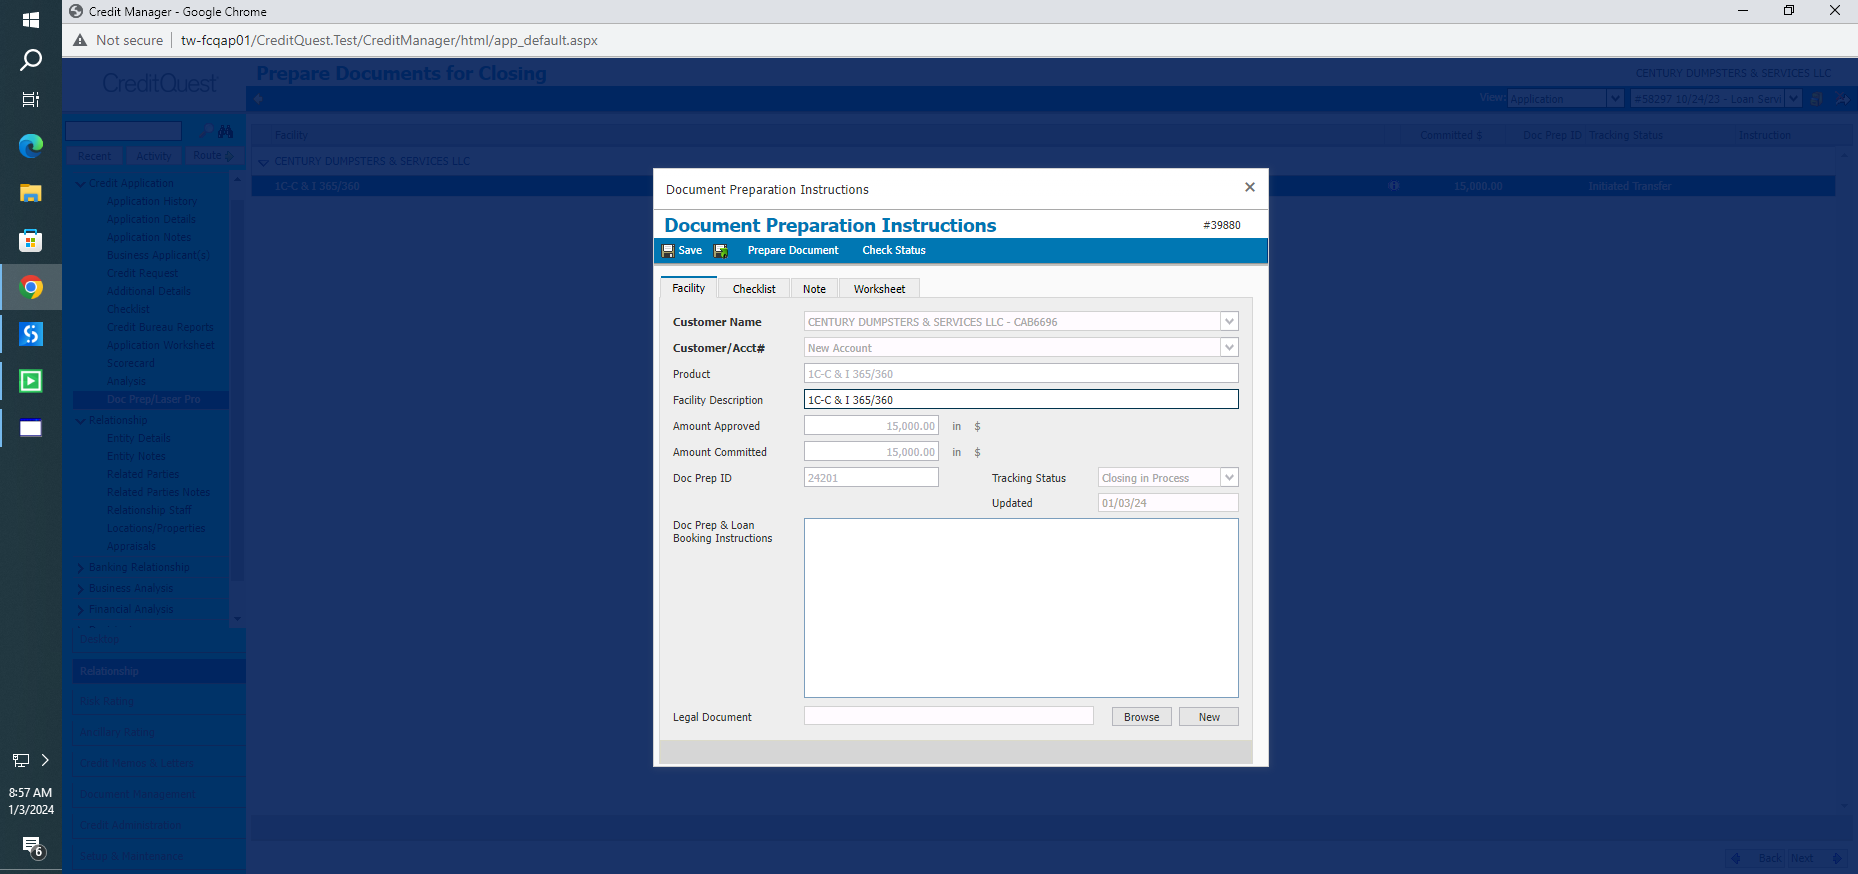 Credit Manager - Google Chrome
Not secure | tw-fcqap01/CreditQuest.Test/CreditManager/html/app_default.aspx
CreditQuest
Prepare Documents for Closing
CENTURY DUMPSTERS & SERVICES LLC
View: Application #58297 10/24/23 - Loan Servi
Recent Activity Route
Facility Committed $ Doc Prep ID Tracking Status Instruction
CENTURY DUMPSTERS & SERVICES LLC
1C-C & I 365/360 15,000.00 Initiated Transfer
Credit Application
Application History
Application Details
Application Notes
Business Applicant(s)
Credit Request
Additional Details
Checklist
Credit Bureau Reports
Application Worksheet
Scorecard
Analysis
Doc Prep/Laser Pro
Relationship
Entity Details
Entity Notes
Related Parties
Related Parties Notes
Relationship Staff
Locations/Properties
Appraisals
Banking Relationship
Business Analysis
Financial Analysis
Desktop
Relationship
Risk Rating
Ancillary Rating
Credit Memos & Letters
Document Management
Credit Administration
Setup & Maintenance
Document Preparation Instructions
Document Preparation Instructions #39880
Save Prepare Document Check Status
Facility Checklist Note Worksheet
Customer Name CENTURY DUMPSTERS & SERVICES LLC - CAB6696
Customer/Acct# New Account
Product 1C-C & I 365/360
Facility Description 1C-C & I 365/360
Amount Approved 15,000.00 in $
Amount Committed 15,000.00 in $
Doc Prep ID 24201 Tracking Status Closing in Process
Updated 01/03/24
Doc Prep & Loan
Booking Instructions
Legal Document Browse New
Back Next
8:57 AM
1/3/2024
6